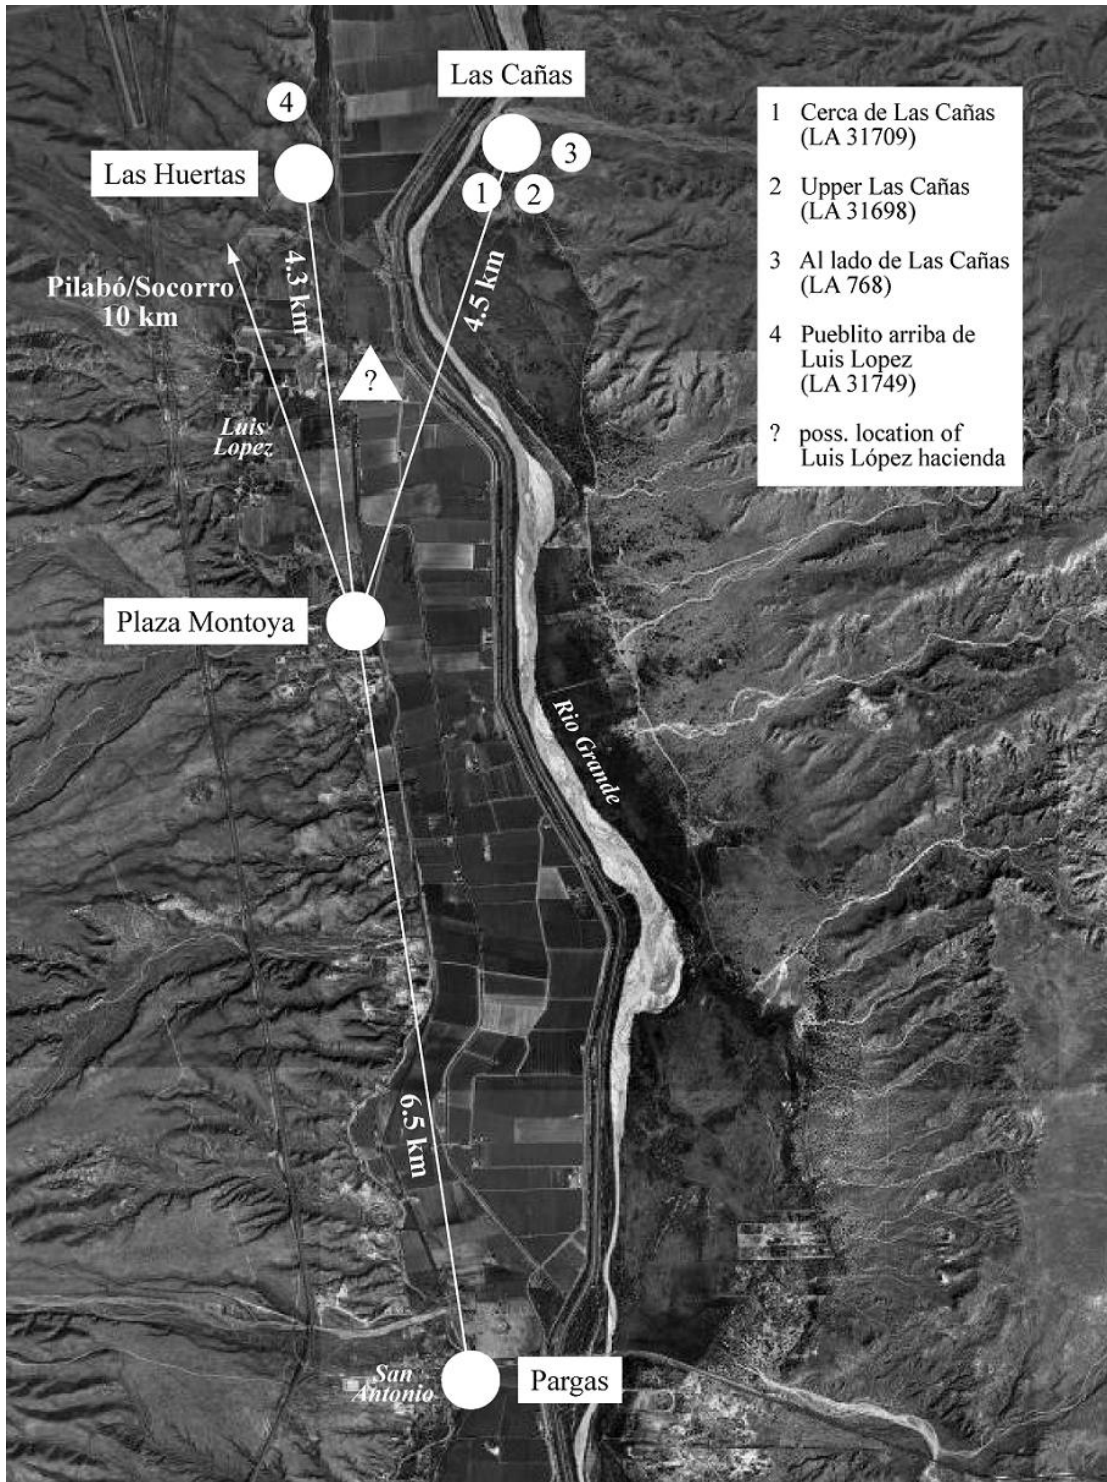 Las Cañas
4
Las Huertas
3
1
2
1 Cerca de Las Cañas
(LA 31709)
2 Upper Las Cañas
(LA 31698)
3 Al lado de Las Cañas
(LA 768)
4 Pueblito arriba de
Luis Lopez
(LA 31749)
? poss. location of
Luis López hacienda
Pilabó/Socorro
10 km
4.3 km
4.5 km
?
Luis
Lopez
Plaza Montoya
Rio Grande
6.5 km
San
Antonio
Pargas